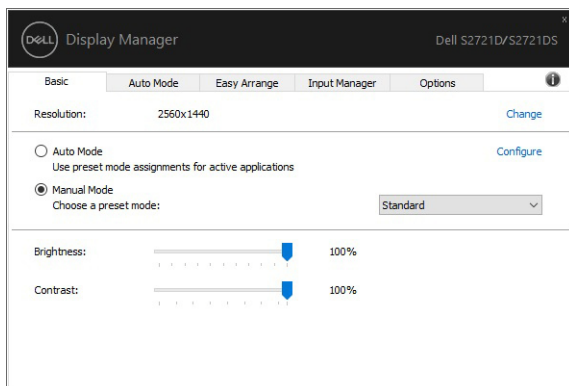 DELL Display Manager Dell S2721D/S2721DS
x
Basic Auto Mode Easy Arrange Input Manager Options i
Resolution: 2560x1440 Change
Auto Mode Configure
Use preset mode assignments for active applications
Manual Mode
Choose a preset mode: Standard
Brightness: 100%
Contrast: 100%